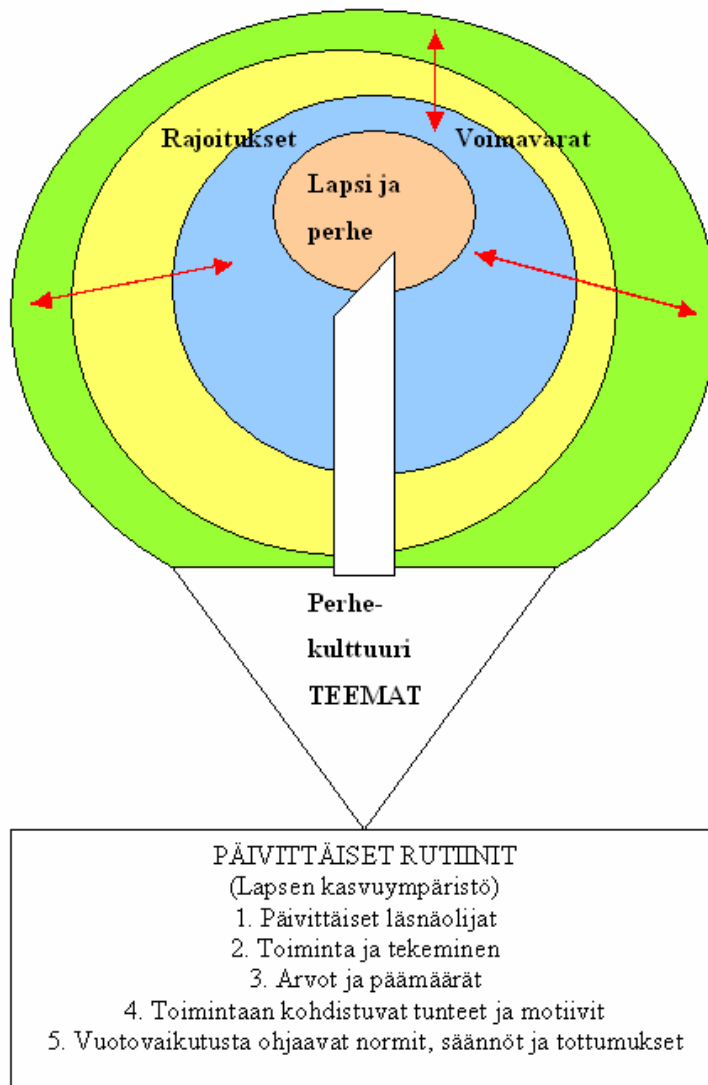 Rajoitukset
Voimavarat
Lapsi ja
perhe
Perhe-
kulttuuri
TEEMAT
PÄIVITTÄISET RUTIINIT
(Lapsen kasvuympäristö)
1. Päivittäiset läsnäolijat
2. Toiminta ja tekeminen
3. Arvot ja päämäärät
4. Toimintaan kohdistuvat tunteet ja motiivit
5. Vuotovaikutusta ohjaavat normit, säännöt ja tottumukset